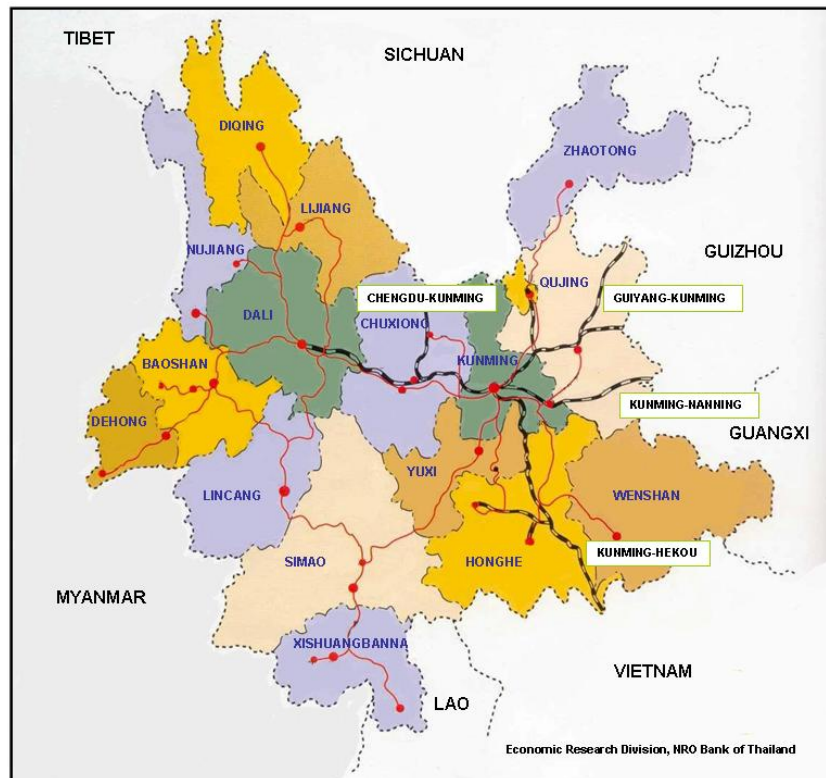 TIBET
SICHUAN
DIQING
ZHAOTONG
LIJIANG
NUJIANG
GUIZHOU
QUJING
CHENGDU-KUNMING
GUIYANG-KUNMING
DALI
CHUXIONG
BAOSHAN
KUNMING
KUNMING-NANNING
DEHONG
GUANGXI
YUXI
LINCANG
WENSHAN
KUNMING-HEKOU
SIMAO
HONGHE
MYANMAR
XISHUANGBANNA
VIETNAM
LAO
Economic Research Division, NRO Bank of Thailand